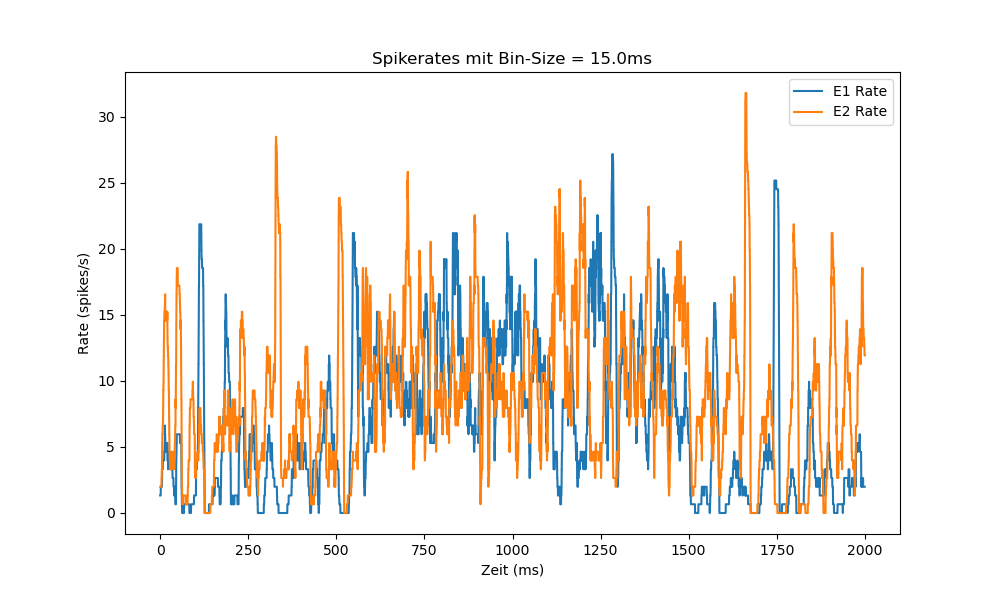 Spikerates mit Bin-Size = 15.0ms
E1 Rate
E2 Rate
Rate (spikes/s)
30
25
20
15
10
5
0
0 250 500 750 1000 1250 1500 1750 2000
Zeit (ms)